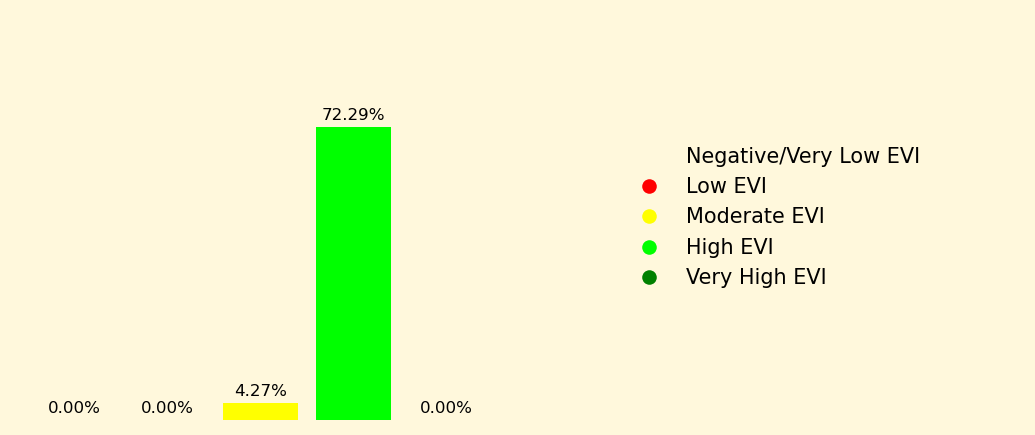 72.29%
4.27%
0.00%
0.00%
0.00%
Negative/Very Low EVI
Low EVI
Moderate EVI
High EVI
Very High EVI